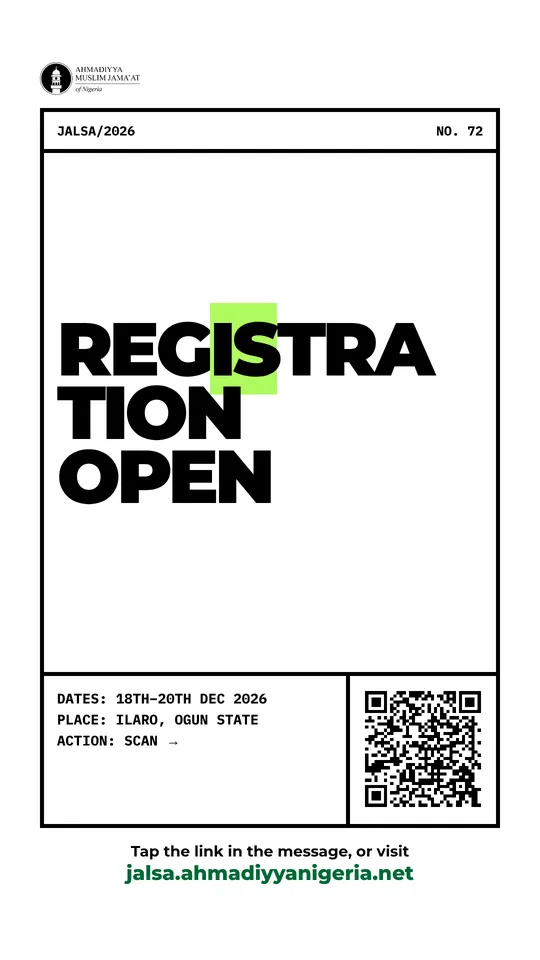 AHMADIYYA
MUSLIM JAMA'AT
of Nigeria
JALSA/2026
NO. 72
REGISTRA
TION
OPEN
DATES: 18TH–20TH DEC 2026
PLACE: ILARO, OGUN STATE
ACTION: SCAN →
Tap the link in the message, or visit
jalsa.ahmadiyyanigeria.net